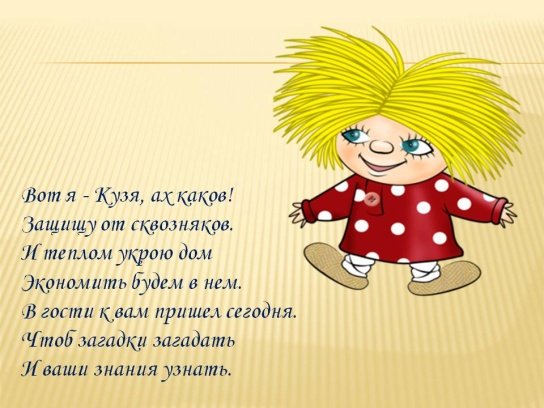 Вот я - Кузя, ах каков!
Защищу от сквозняков.
И теплом укрою дом
Экономить будем в нем.
В гости к вам пришел сегодня.
Чтоб загадки загадать
И ваши знания узнать.